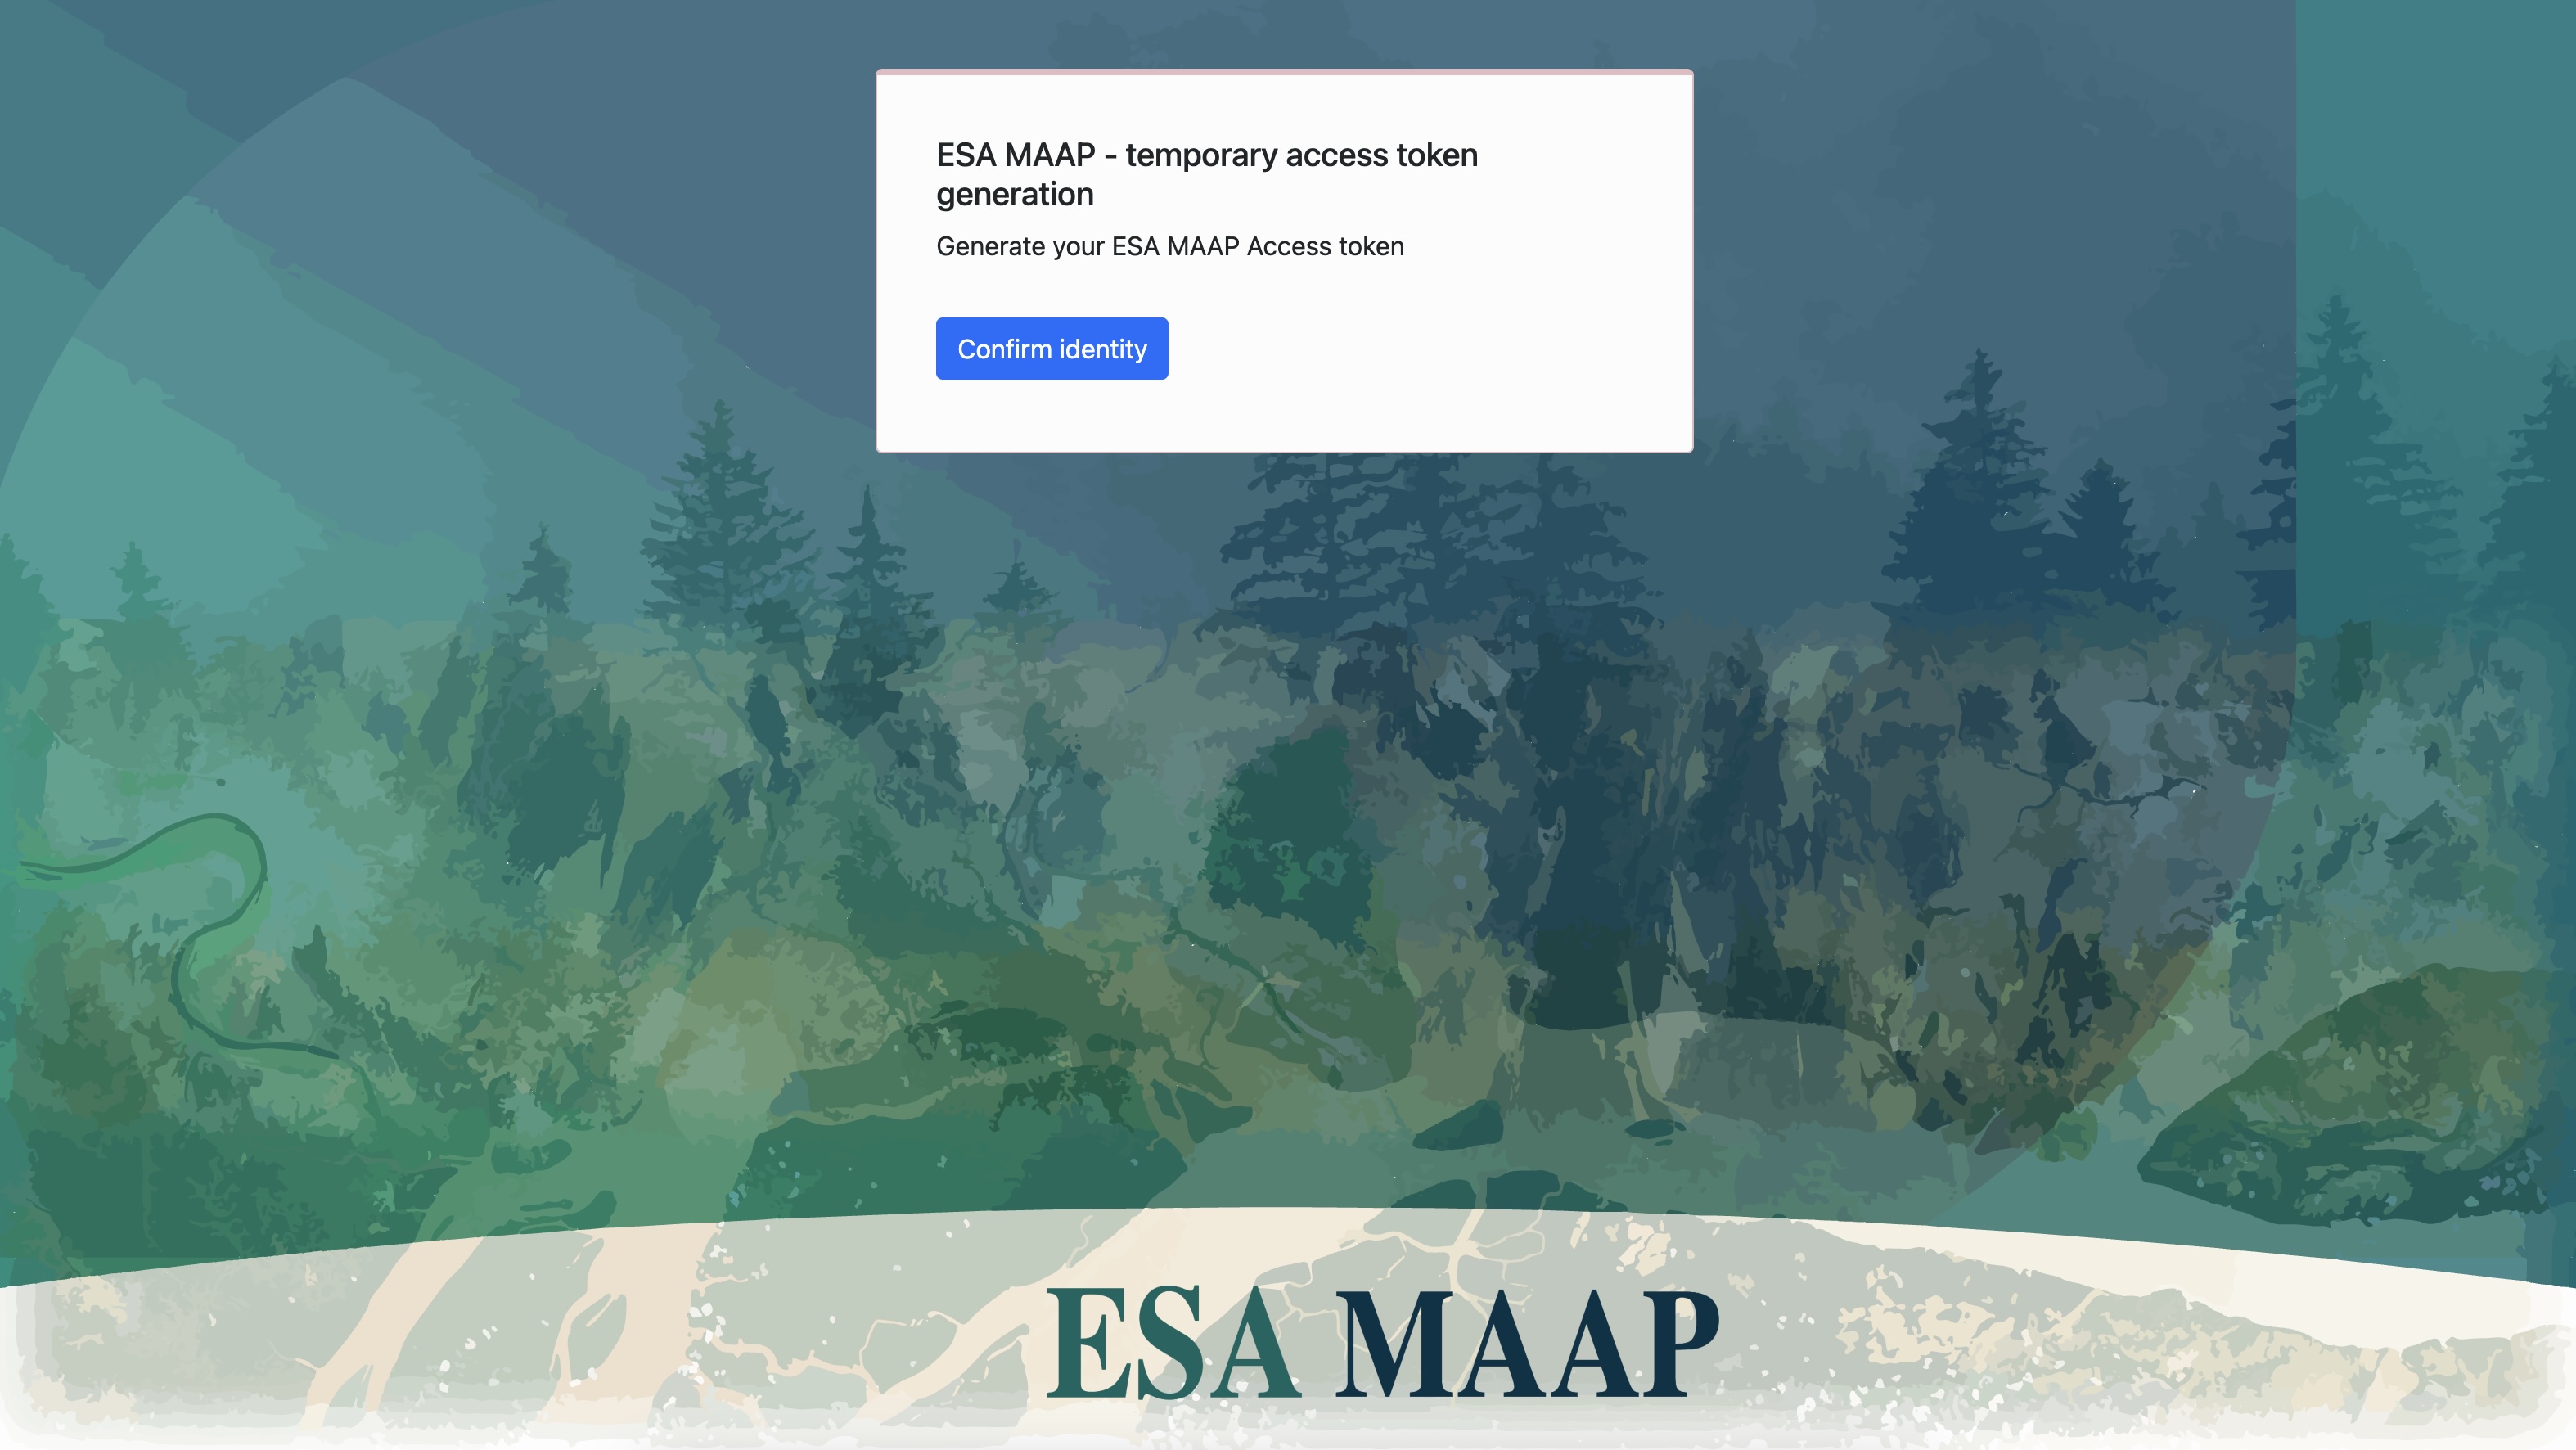 ESA MAAP - temporary access token
generation
Generate your ESA MAAP Access token
Confirm identity
ESA MAAP